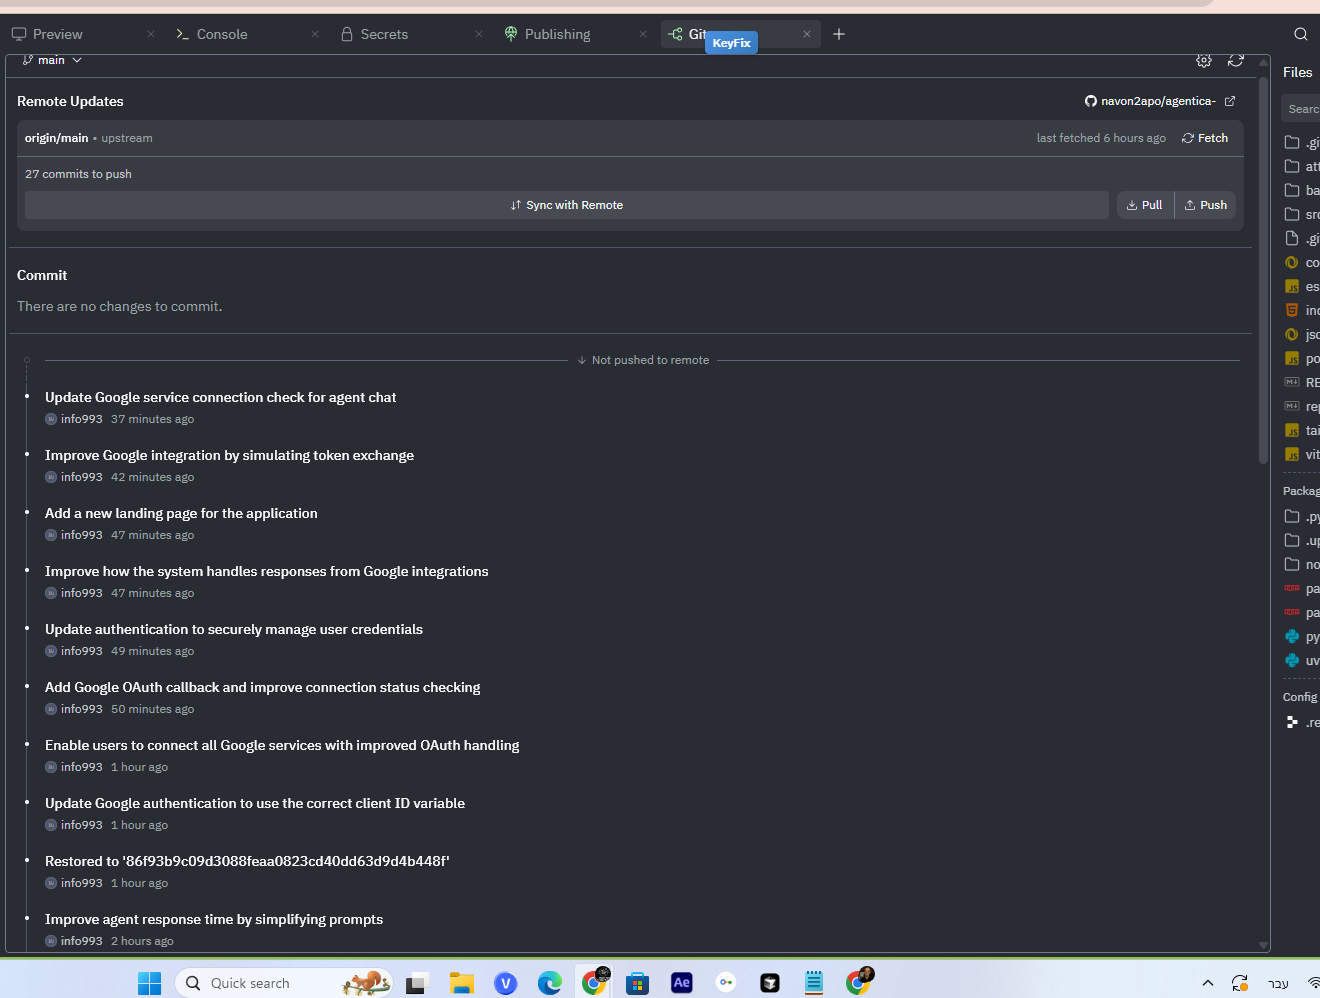 Preview
Console
Secrets
Publishing
Git
KeyFix
main
Files
Remote Updates
navon2apo/agentica-
origin/main • upstream
last fetched 6 hours ago
Fetch
27 commits to push
Sync with Remote
Pull
Push
Commit
There are no changes to commit.
Not pushed to remote
Update Google service connection check for agent chat
info993 37 minutes ago
Improve Google integration by simulating token exchange
info993 42 minutes ago
Add a new landing page for the application
info993 47 minutes ago
Improve how the system handles responses from Google integrations
info993 47 minutes ago
Update authentication to securely manage user credentials
info993 49 minutes ago
Add Google OAuth callback and improve connection status checking
info993 50 minutes ago
Enable users to connect all Google services with improved OAuth handling
info993 1 hour ago
Update Google authentication to use the correct client ID variable
info993 1 hour ago
Restored to '86f93b9c09d3088feaa0823cd40dd63d9d4b448f'
info993 1 hour ago
Improve agent response time by simplifying prompts
info993 2 hours ago
Searc
.gi
att
ba
src
.gi
co
es
ind
JS
jsc
po
RE
rep
tai
vit
Packag
.py
.up
no
pa
pa
py
uv
Config
.re
Quick search
V
Ae
עבר